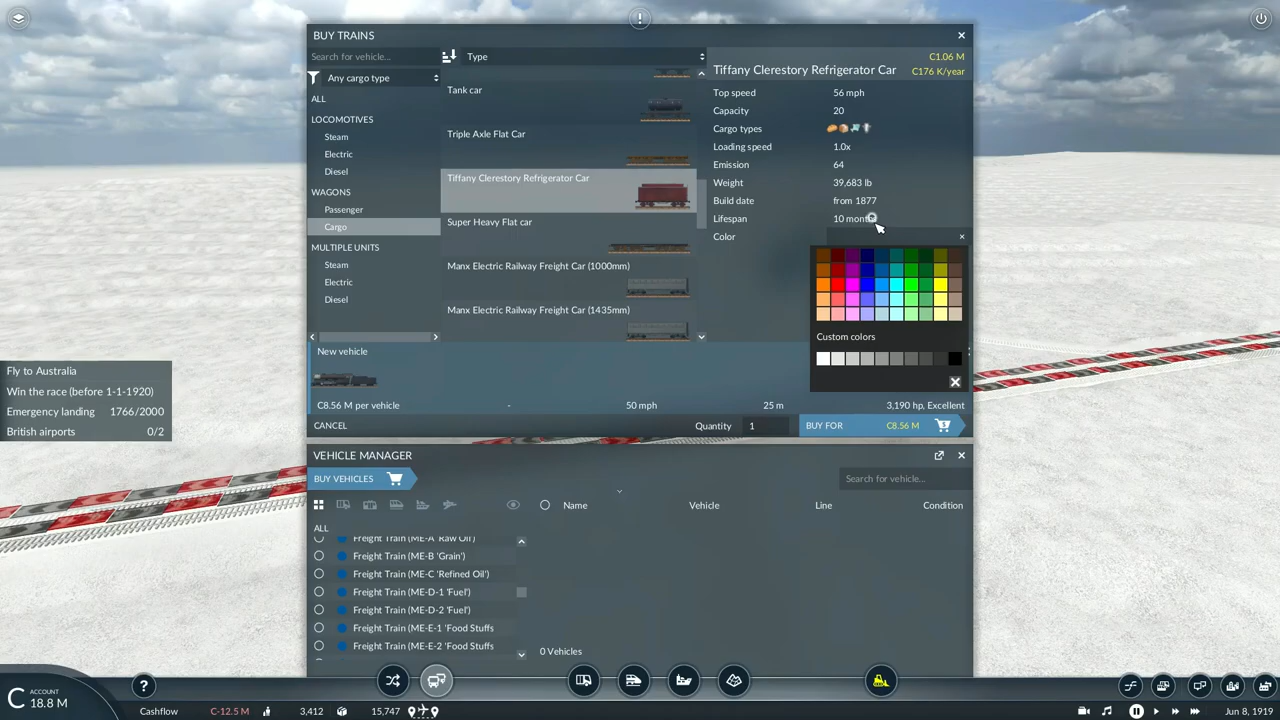 BUY TRAINS
Search for vehicle...
Type
C1.06 M
Tiffany Clerestory Refrigerator Car
C176 K/year
Any cargo type
ALL
LOCOMOTIVES
Steam
Electric
Diesel
WAGONS
Passenger
Cargo
MULTIPLE UNITS
Steam
Electric
Diesel
Tank car
Triple Axle Flat Car
Tiffany Clerestory Refrigerator Car
Super Heavy Flat car
Manx Electric Railway Freight Car (1000mm)
Manx Electric Railway Freight Car (1435mm)
Top speed 56 mph
Capacity 20
Cargo types
Loading speed 1.0x
Emission 64
Weight 39,683 lb
Build date from 1877
Lifespan 10 months
Color
Custom colors
New vehicle
C8.56 M per vehicle - 50 mph 25 m 3,190 hp, Excellent
CANCEL Quantity 1 BUY FOR C8.56 M
Fly to Australia
Win the race (before 1-1-1920)
Emergency landing 1766/2000
British airports 0/2
VEHICLE MANAGER
BUY VEHICLES
Search for vehicle...
Name Vehicle Line Condition
ALL
Freight Train (ME-A 'Raw Oil')
Freight Train (ME-B 'Grain')
Freight Train (ME-C 'Refined Oil')
Freight Train (ME-D-1 'Fuel')
Freight Train (ME-D-2 'Fuel')
Freight Train (ME-E-1 'Food Stuffs
Freight Train (ME-E-2 'Food Stuffs
0 Vehicles
C ACCOUNT
18.8 M
?
Cashflow C-12.5 M 3,412 15,747
Jun 8, 1919